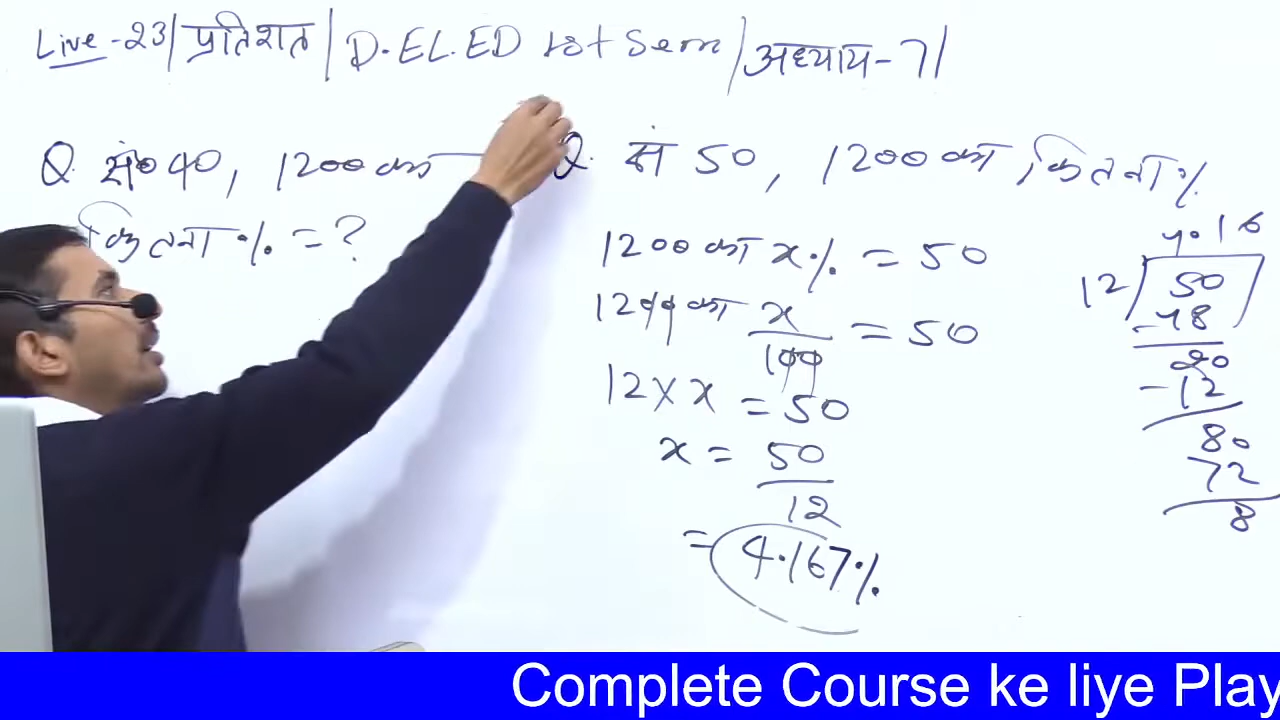 Live-23/प्रतिशत/D.EL.ED 1st Sem/अध्याय-7/
Q. सं० 40, 1200 का
कितना % = ?
Q. सं 50, 1200 का, कितना %
1200 का x % = 50
1200 का x/100 = 50
12 × x = 50
x = 50/12
= 4.167%
4.16
12 50
-48
20
-12
80
72
8
Complete Course ke liye Play